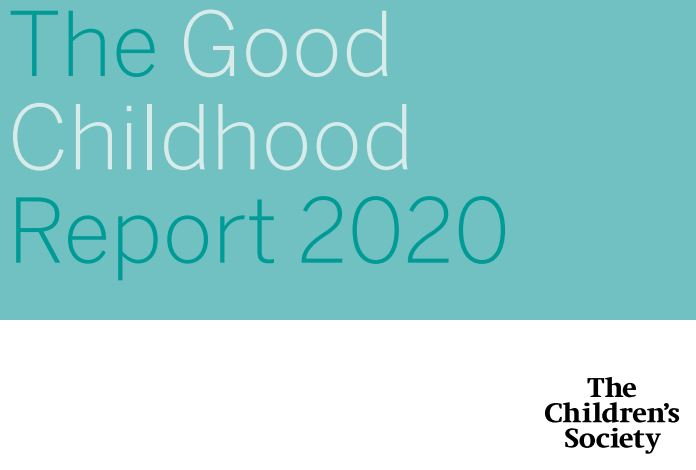 The Good
Childhood
Report 2020
The
Children’s
Society